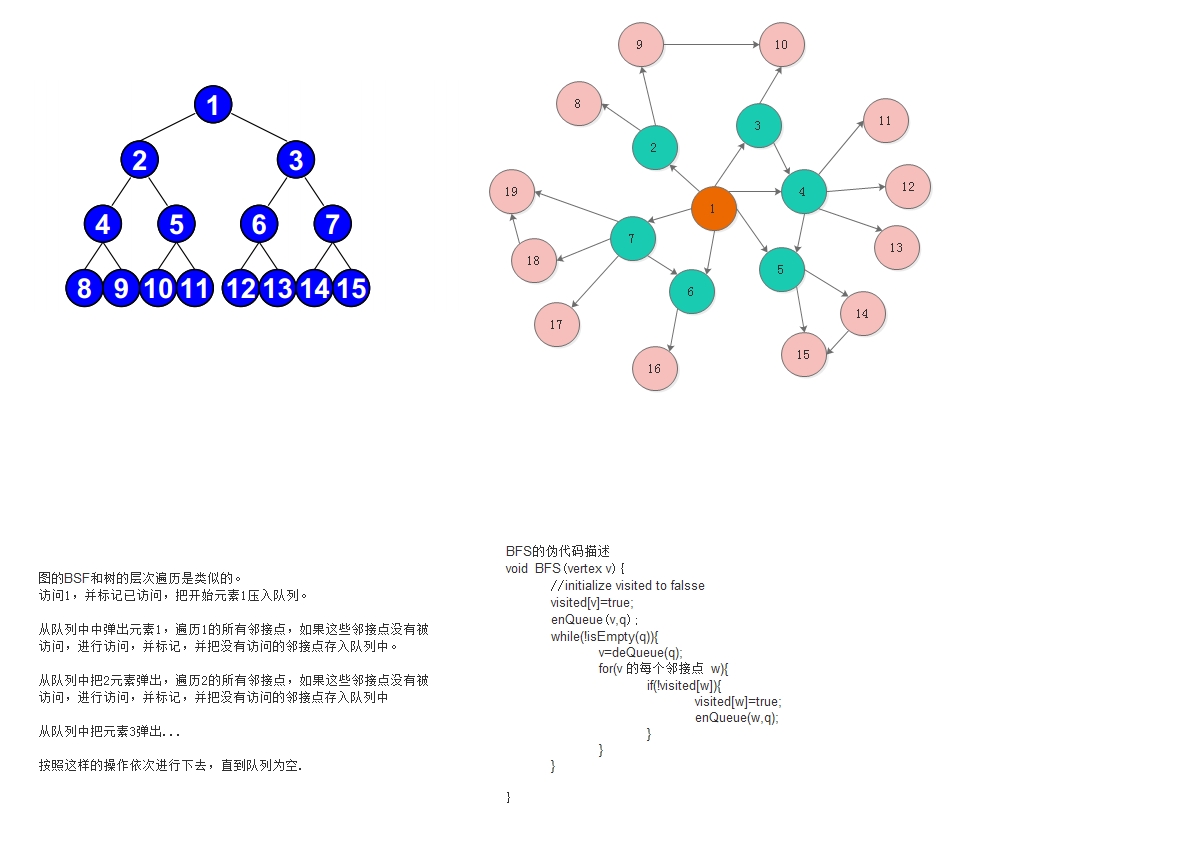 1
2
3
4
5
6
7
8
9
10
11
12
13
14
15
9
10
8
3
11
2
19
1
4
12
7
13
18
5
6
14
17
15
16
图的BSF和树的层次遍历是类似的。
访问1，并标记已访问，把开始元素1压入队列。
从队列中中弹出元素1，遍历1的所有邻接点，如果这些邻接点没有被
访问，进行访问，并标记，并把没有访问的邻接点存入队列中。
从队列中把2元素弹出，遍历2的所有邻接点，如果这些邻接点没有被
访问，进行访问，并标记，并把没有访问的邻接点存入队列中
从队列中把元素3弹出...
按照这样的操作依次进行下去，直到队列为空.
BFS的伪代码描述
void BFS(vertex v) {
//initialize visited to falsse
visited[v]=true;
enQueue(v,q) ;
while(!isEmpty(q)){
v=deQueue(q);
for(v 的每个邻接点 w){
if(!visited[w]){
visited[w]=true;
enQueue(w,q);
}
}
}
}